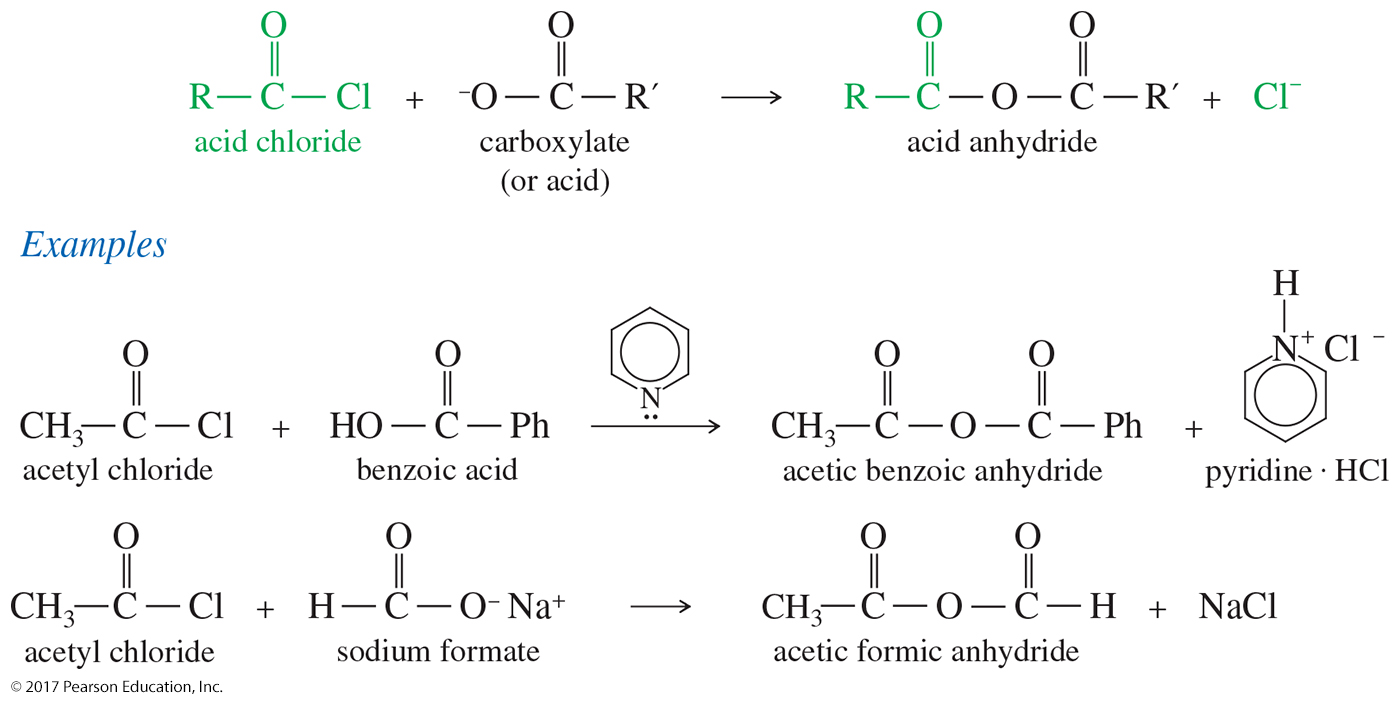 O O O O
R—C—Cl + ⁻O—C—R′ ⟶ R—C—O—C—R′ + Cl⁻
acid chloride carboxylate acid anhydride
(or acid)
Examples
H
O O O O N⁺ Cl⁻
N
CH₃—C—Cl + HO—C—Ph ⟶ CH₃—C—O—C—Ph +
acetyl chloride benzoic acid acetic benzoic anhydride pyridine · HCl
O O O O
CH₃—C—Cl + H—C—O⁻ Na⁺ ⟶ CH₃—C—O—C—H + NaCl
acetyl chloride sodium formate acetic formic anhydride
© 2017 Pearson Education, Inc.